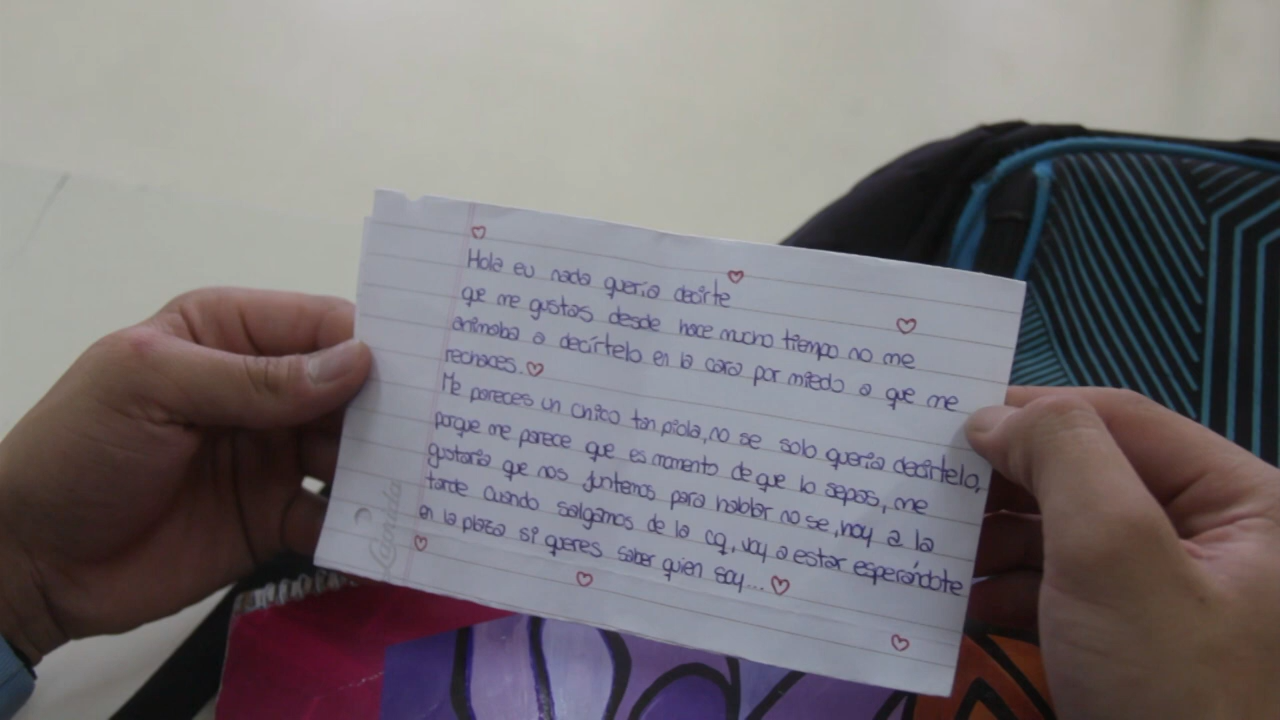 Hola eu nada quería decirte
que me gustas desde hace mucho tiempo no me
animaba a decírtelo en la cara por miedo a que me
rechaces.
Me pareces un chico tan piola, no se solo quería decírtelo,
porque me parece que es momento de que lo sepas, me
gustaría que nos juntemos para hablar no se, hoy a la
tarde cuando salgamos de la cq, voy a estar esperándote
en la plaza si queres saber quien soy...